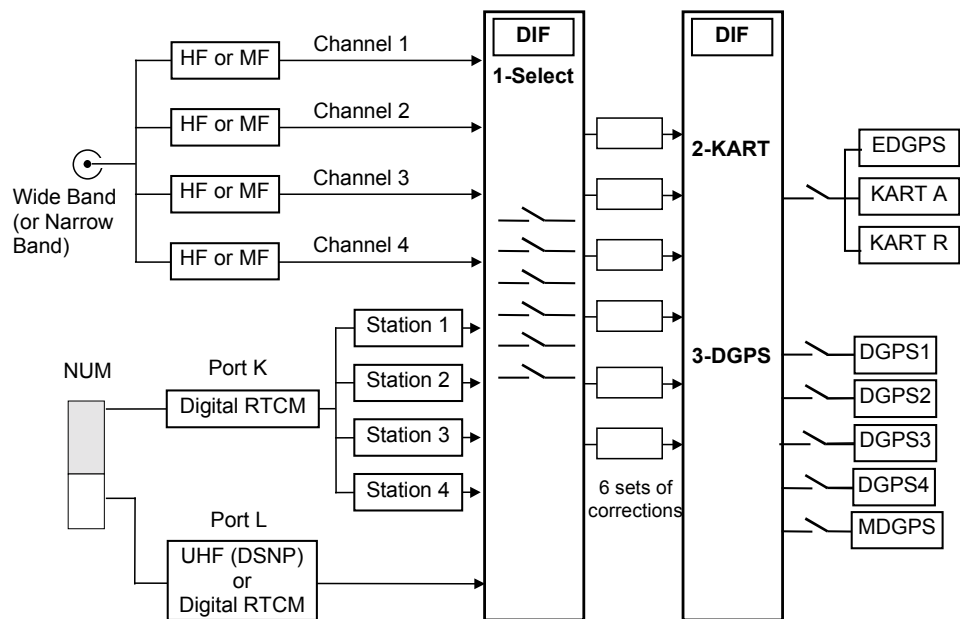 DIF
1-Select
HF or MF
Channel 1
HF or MF
Channel 2
HF or MF
Channel 3
HF or MF
Channel 4
Wide Band
(or Narrow
Band)
NUM
Port K
Digital RTCM
Station 1
Station 2
Station 3
Station 4
Port L
UHF (DSNP)
or
Digital RTCM
6 sets of
corrections
DIF
2-KART
3-DGPS
EDGPS
KART A
KART R
DGPS1
DGPS2
DGPS3
DGPS4
MDGPS